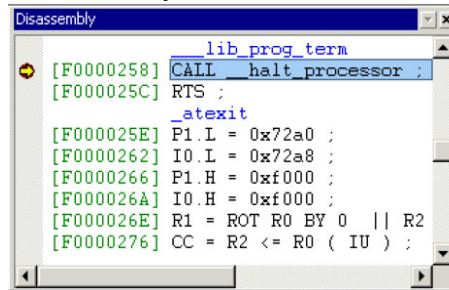 Disassembly
___lib_prog_term
[F0000258] CALL __halt_processor ;
[F000025C] RTS ;
_atexit
[F000025E] P1.L = 0x72a0 ;
[F0000262] I0.L = 0x72a8 ;
[F0000266] P1.H = 0xf000 ;
[F000026A] I0.H = 0xf000 ;
[F000026E] R1 = ROT R0 BY 0 || R2
[F0000276] CC = R2 <= R0 ( IU ) ;